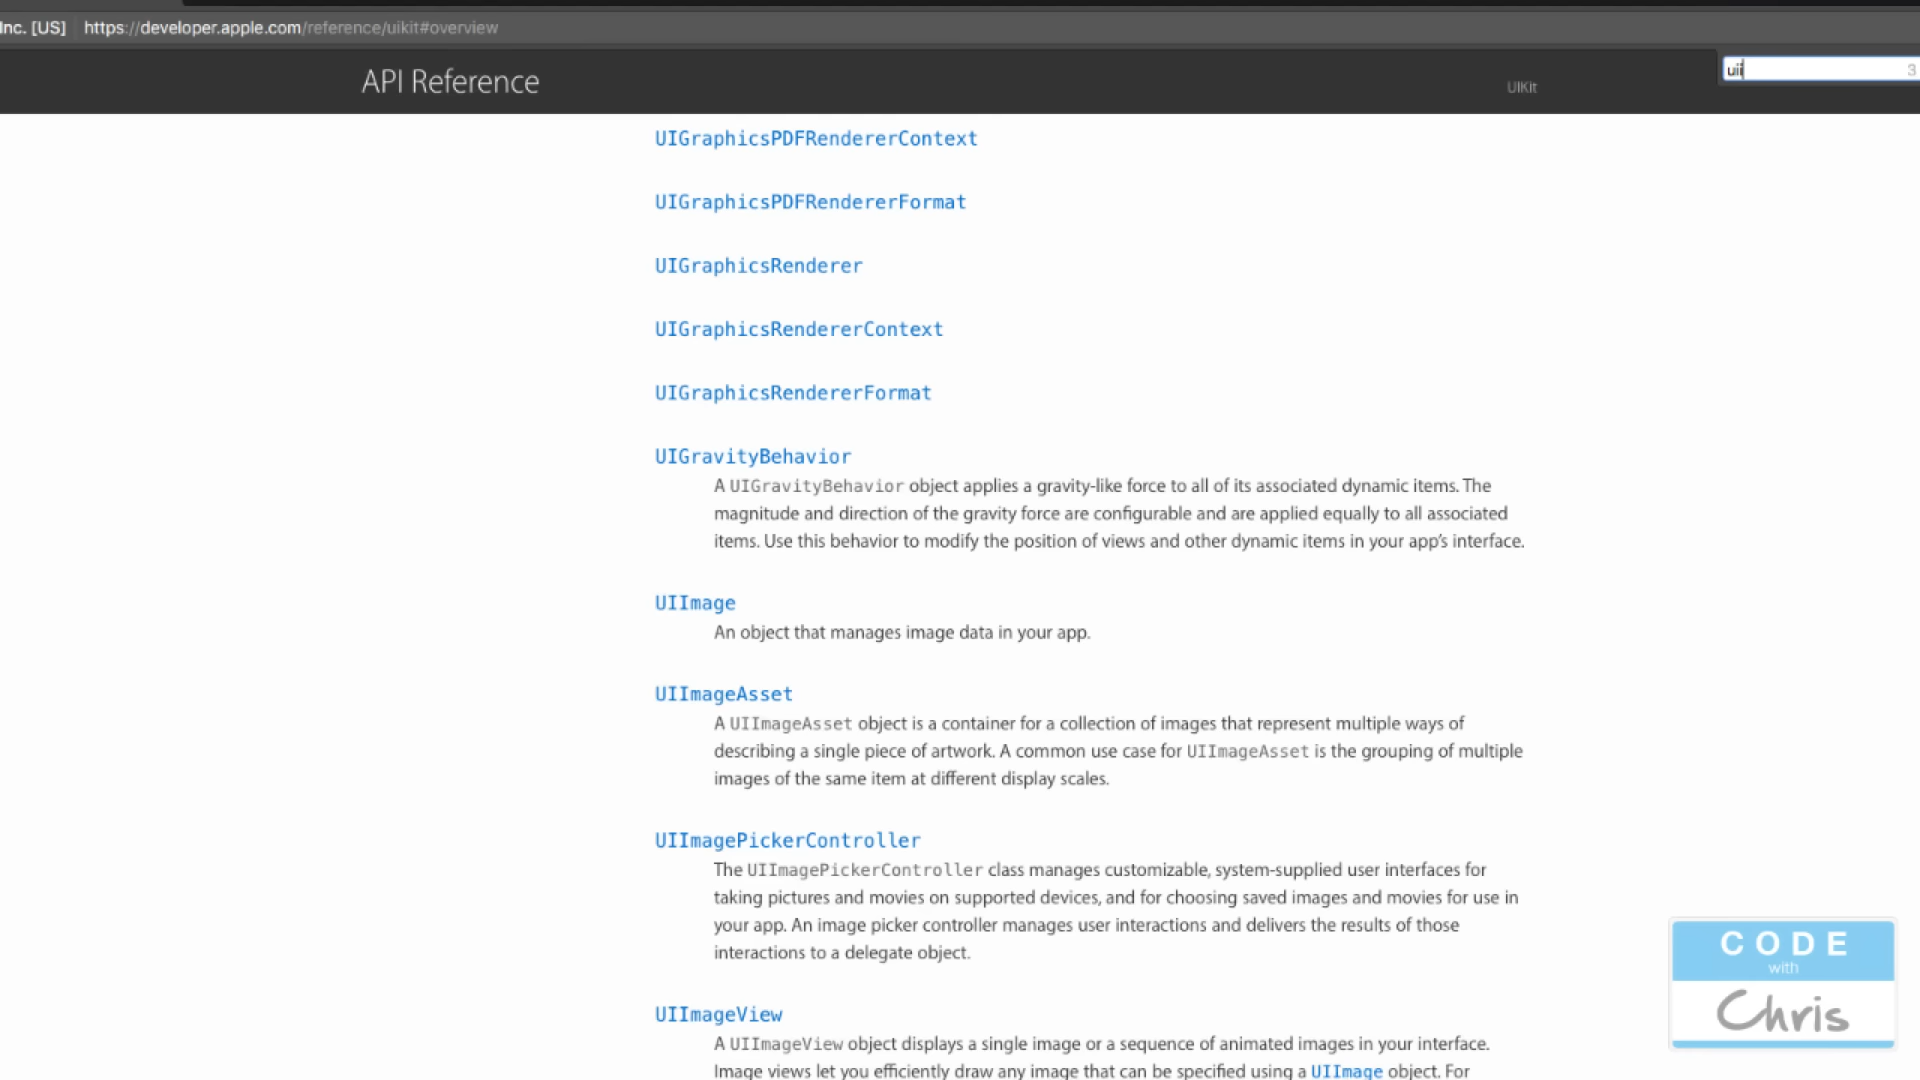 Inc. [US] https://developer.apple.com/reference/uikit#overview
API Reference
UIKit
uii
3
UIGraphicsPDFRendererContext
UIGraphicsPDFRendererFormat
UIGraphicsRenderer
UIGraphicsRendererContext
UIGraphicsRendererFormat
UIGravityBehavior
A UIGravityBehavior object applies a gravity-like force to all of its associated dynamic items. The
magnitude and direction of the gravity force are configurable and are applied equally to all associated
items. Use this behavior to modify the position of views and other dynamic items in your app's interface.
UIImage
An object that manages image data in your app.
UIImageAsset
A UIImageAsset object is a container for a collection of images that represent multiple ways of
describing a single piece of artwork. A common use case for UIImageAsset is the grouping of multiple
images of the same item at different display scales.
UIImagePickerController
The UIImagePickerController class manages customizable, system-supplied user interfaces for
taking pictures and movies on supported devices, and for choosing saved images and movies for use in
your app. An image picker controller manages user interactions and delivers the results of those
interactions to a delegate object.
UIImageView
A UIImageView object displays a single image or a sequence of animated images in your interface.
Image views let you efficiently draw any image that can be specified using a UIImage object. For
CODE
with
Chris